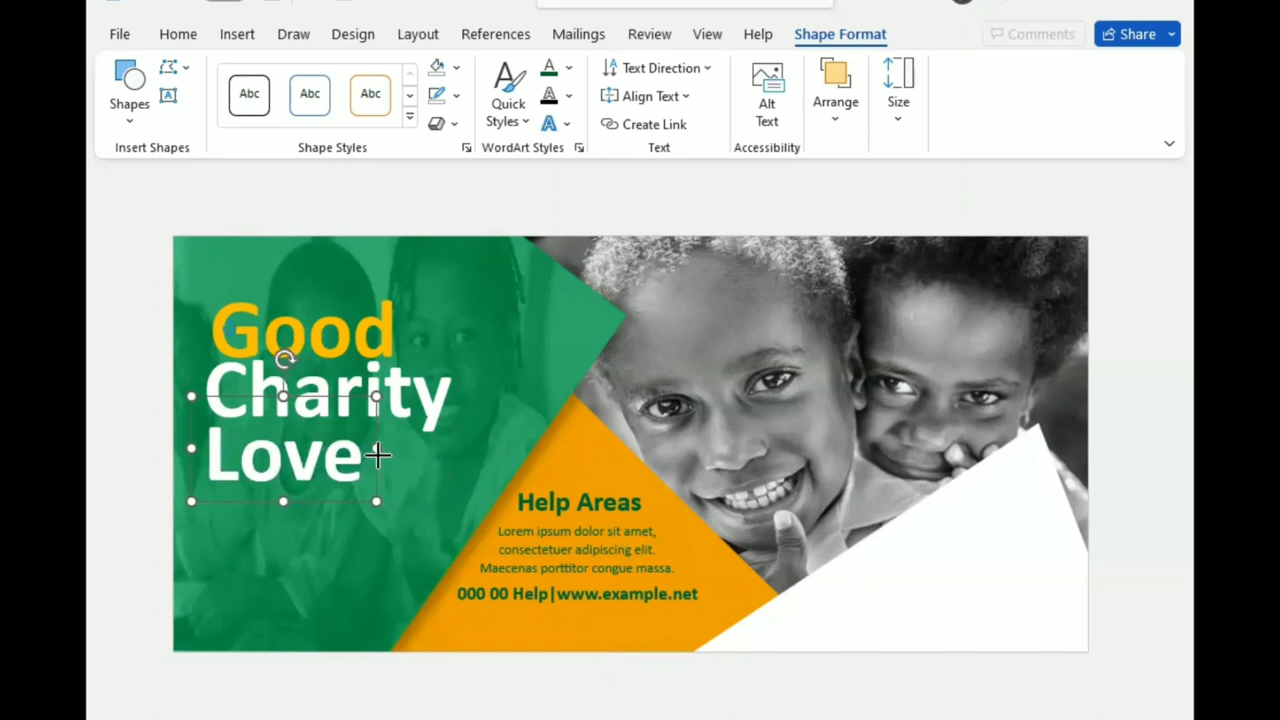 File Home Insert Draw Design Layout References Mailings Review View Help Shape Format Comments Share
Abc Abc Abc
Text Direction
Align Text
Create Link
Shapes
Quick
Styles
Alt
Text
Arrange
Size
Insert Shapes Shape Styles WordArt Styles Text Accessibility
Good
Charity
Love
Help Areas
Lorem ipsum dolor sit amet,
consectetuer adipiscing elit.
Maecenas porttitor congue massa.
000 00 Help|www.example.net